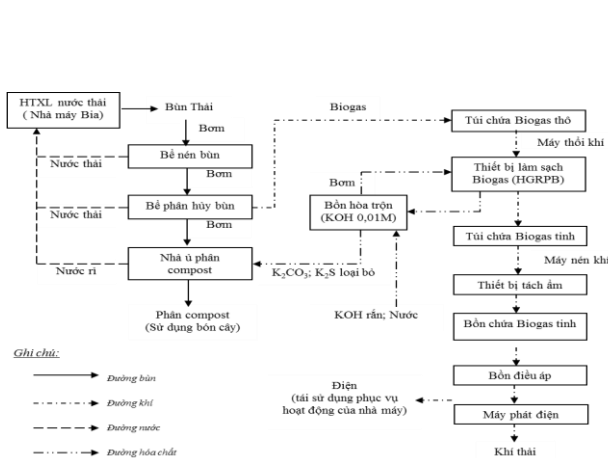 HTXL nước thải
( Nhà máy Bia)
Bùn Thải
Bơm
Bể nén bùn
Nước thải
Bơm
Bể phân hủy bùn
Nước thải
Bơm
Nhà ủ phân
compost
Nước rỉ
Phân compost
(Sử dụng bón cây)
Biogas
Túi chứa Biogas thô
Máy thổi khí
Thiết bị làm sạch
Biogas (HGRPB)
Bơm
Bồn hòa trộn
(KOH 0,01M)
Túi chứa Biogas tinh
K₂CO₃; K₂S loại bỏ
Máy nén khí
Thiết bị tách ẩm
KOH rắn; Nước
Bồn chứa Biogas tinh
Bồn điều áp
Điện
(tái sử dụng phục vụ
hoạt động của nhà máy)
Máy phát điện
Khí thải
Ghi chú:
Đường bùn
Đường khí
Đường nước
Đường hóa chất